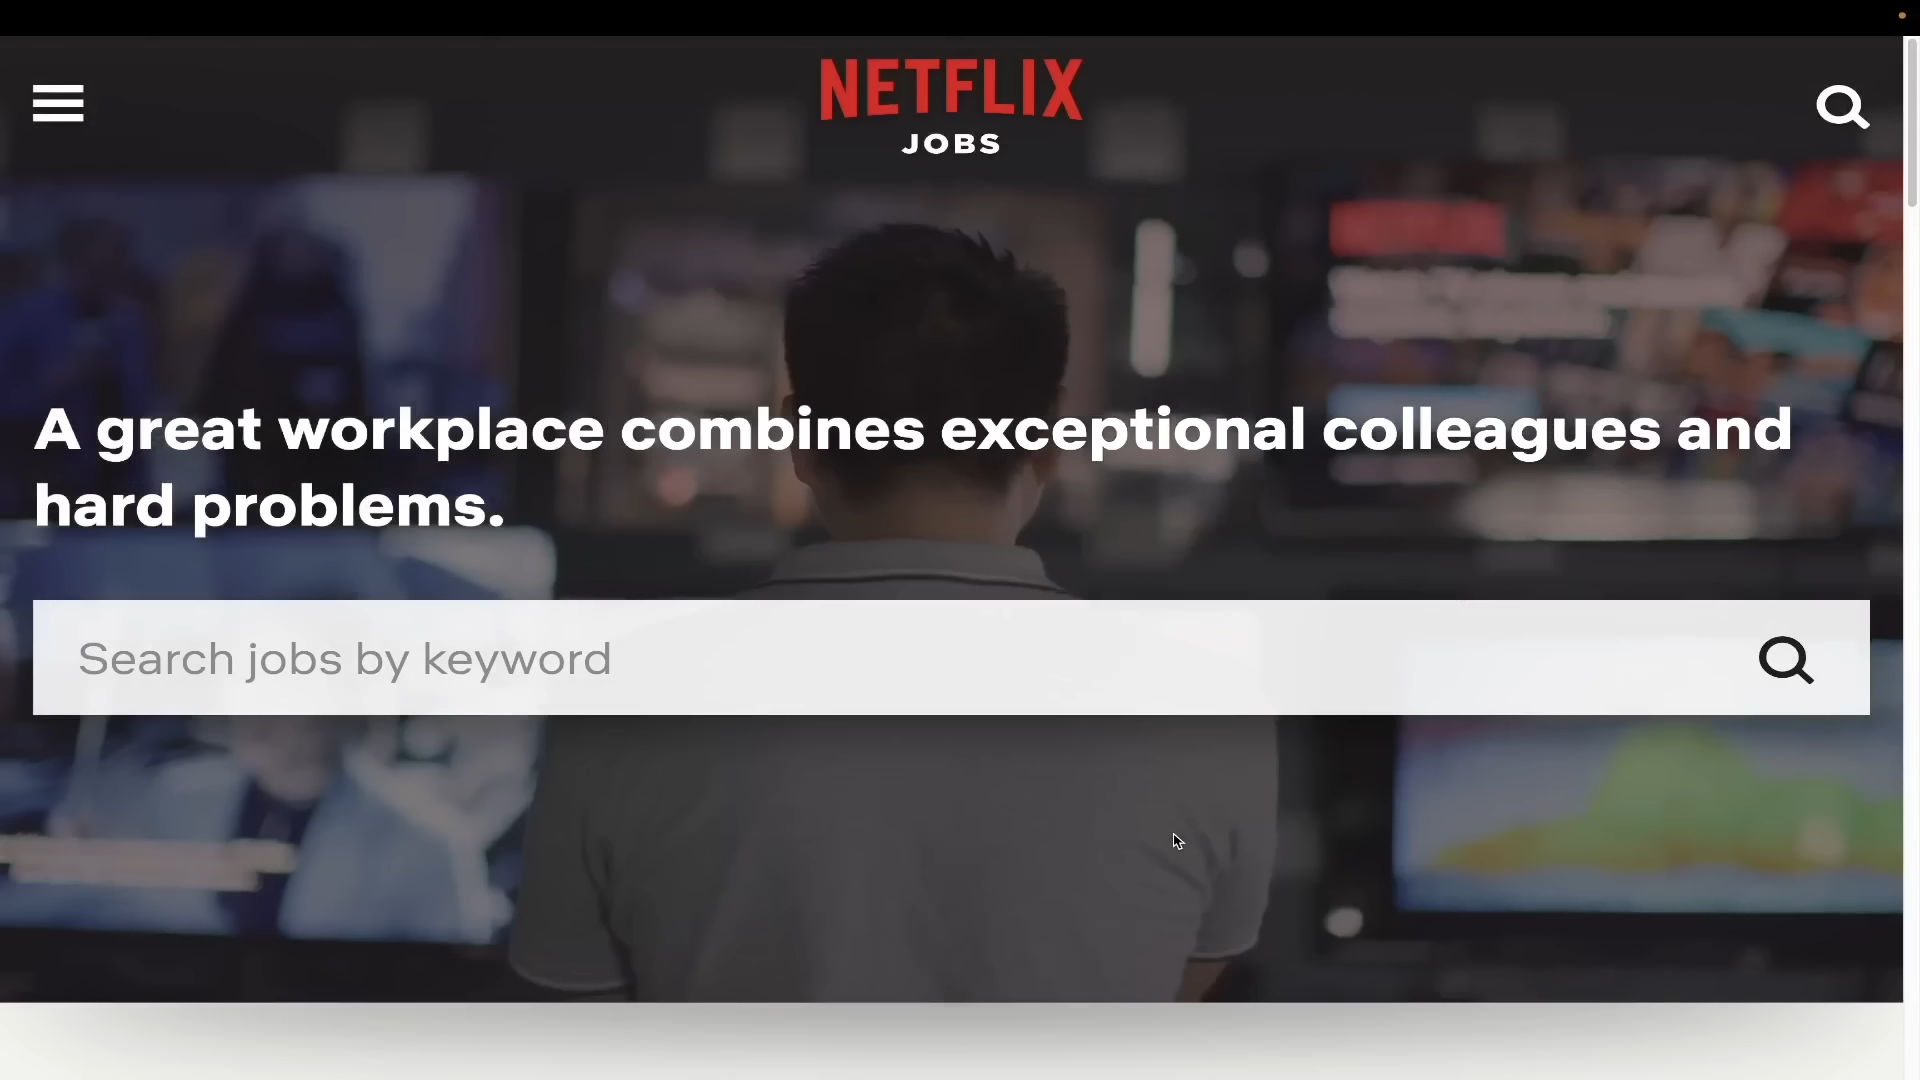 NETFLIX
JOBS
A great workplace combines exceptional colleagues and
hard problems.
Search jobs by keyword